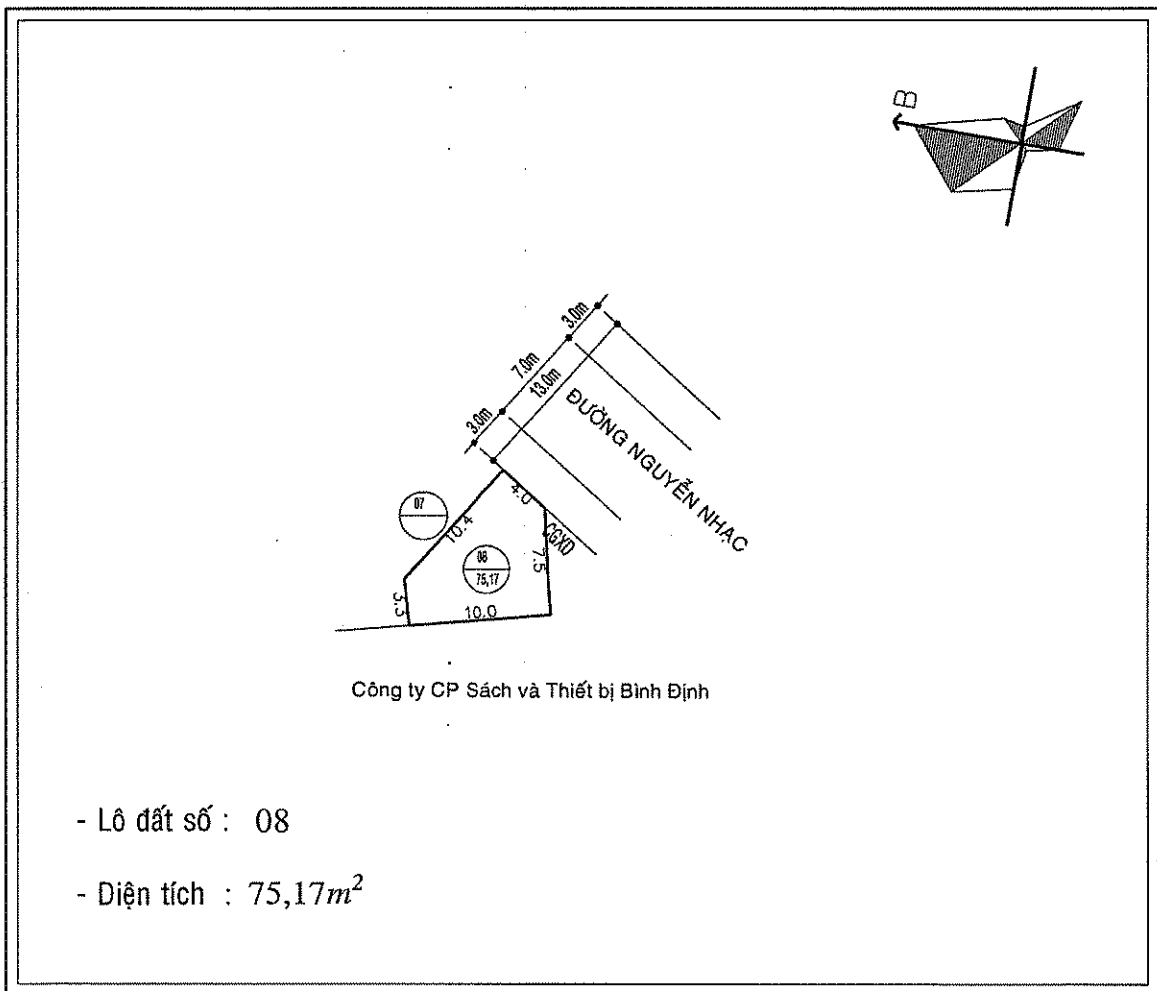 B
3.0m
7.0m
13.0m
3.0m
ĐƯỜNG NGUYỄN NHẠC
07
10.4
4.0
CGXD
08
75,17
7.5
3.3
10.0
Công ty CP Sách và Thiết bị Bình Định
- Lô đất số : 08
- Diện tích : 75,17m²